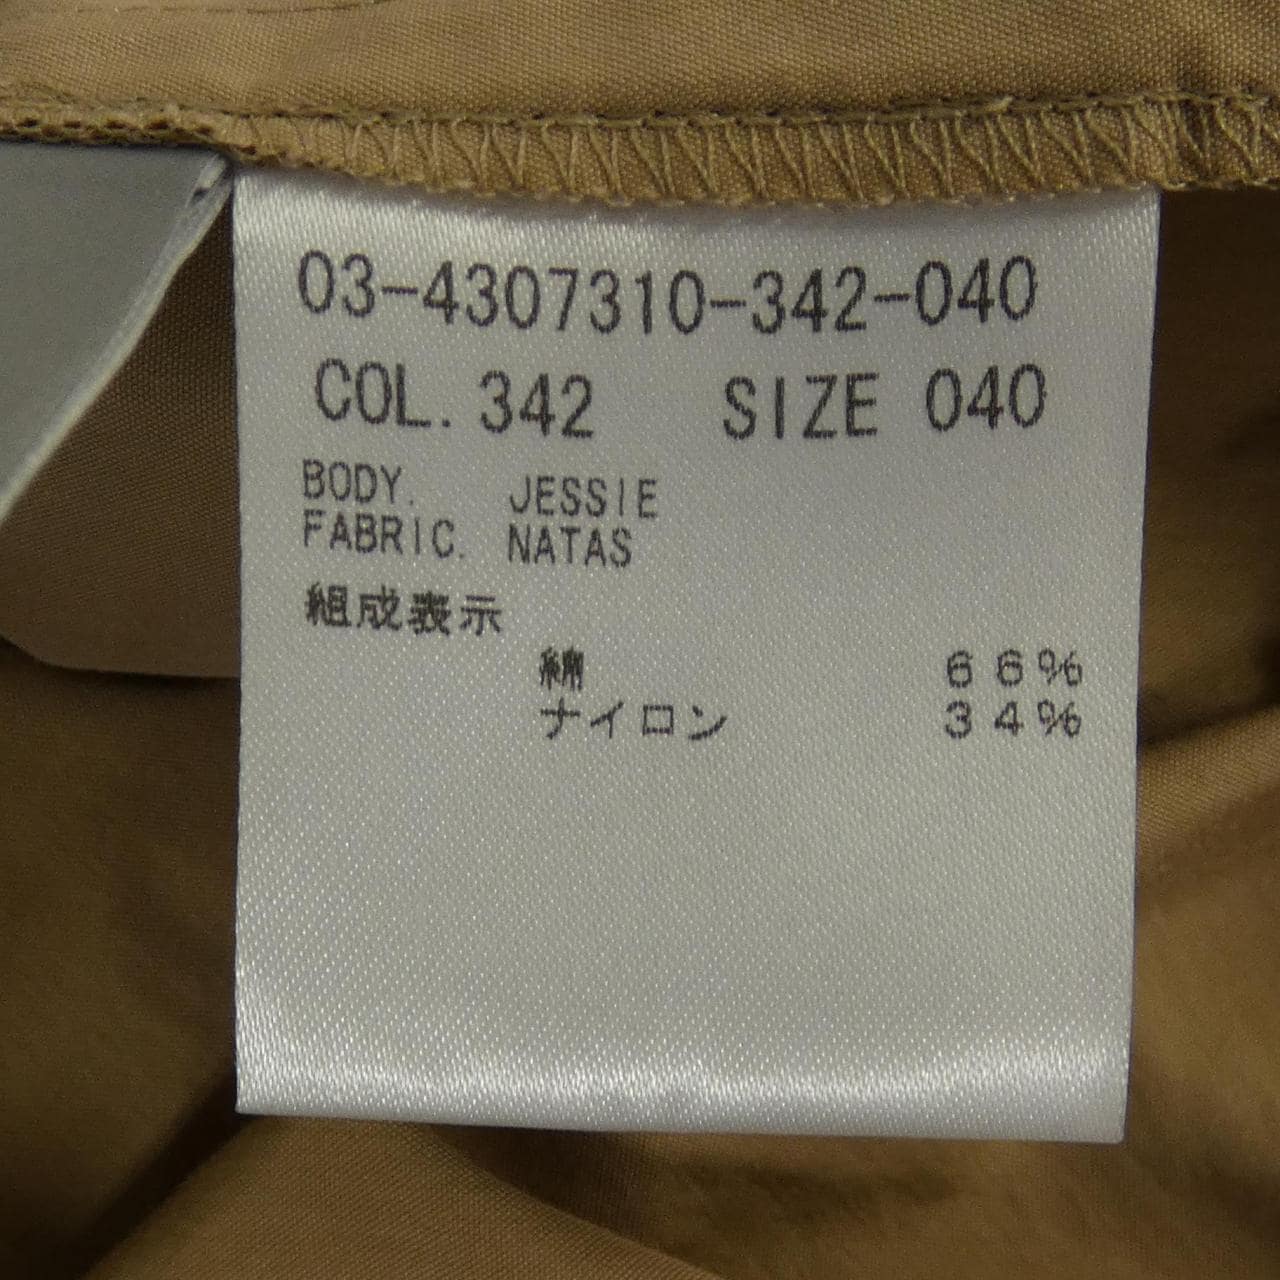 03-4307310-342-040
COL. 342 SIZE 040
BODY. JESSIE
FABRIC. NATAS
組成表示
綿 66%
ナイロン 34%